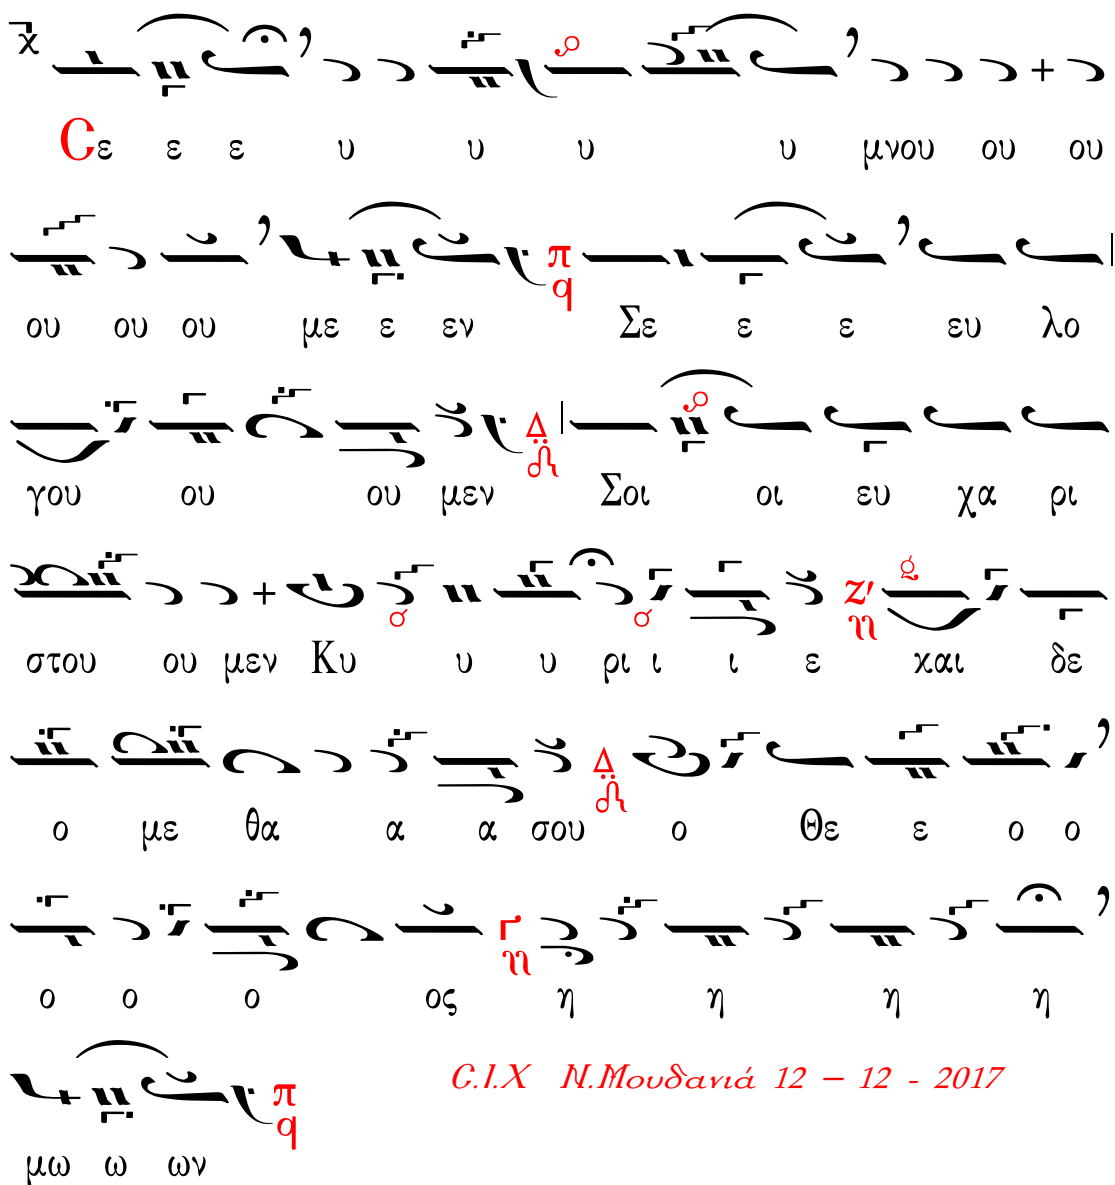 Σε ε ε υ υ υ υ υ μνου ου ου
ου ου ου με ε εν π q Σε ε ε ευ λο
γου ου ου μεν Δ Σοι οι ευ χα ρι
στου ου μεν Κυ υ υ ρι ι ι ε Ζ′ και δε
ο με θα α α σου Δ ο Θε ε ο ο
ο ο ο ος Γ η η η η
μω ω ων π q C.I.X N.Μουδανιά 12 – 12 - 2017